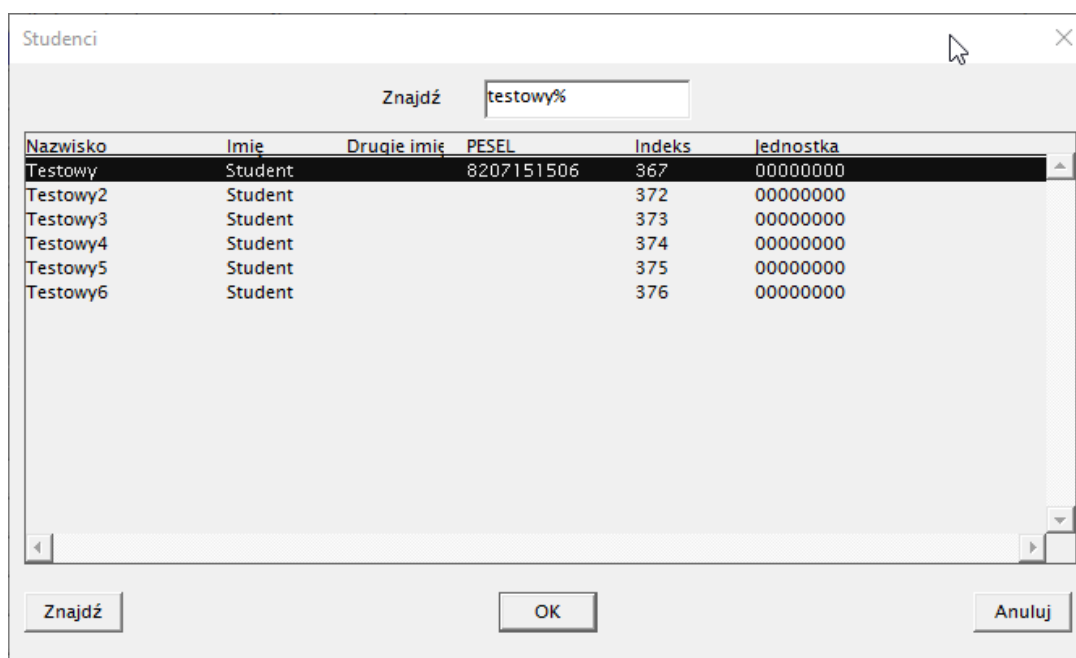 Studenci
Znajdź testowy%
Nazwisko Imię Drugie imię PESEL Indeks Jednostka
Testowy Student 8207151506 367 00000000
Testowy2 Student 372 00000000
Testowy3 Student 373 00000000
Testowy4 Student 374 00000000
Testowy5 Student 375 00000000
Testowy6 Student 376 00000000
Znajdź OK Anuluj